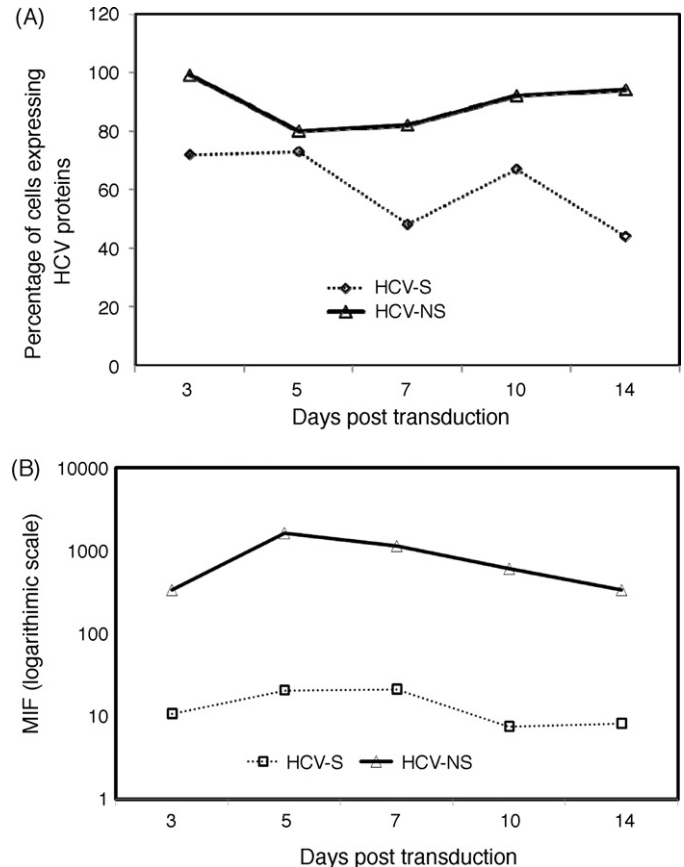 (A)
120
100
80
60
40
20
0
Percentage of cells expressing
HCV proteins
HCV-S
HCV-NS
3 5 7 10 14
Days post transduction
(B)
10000
1000
100
10
1
MIF (logarithimic scale)
HCV-S HCV-NS
3 5 7 10 14
Days post transduction